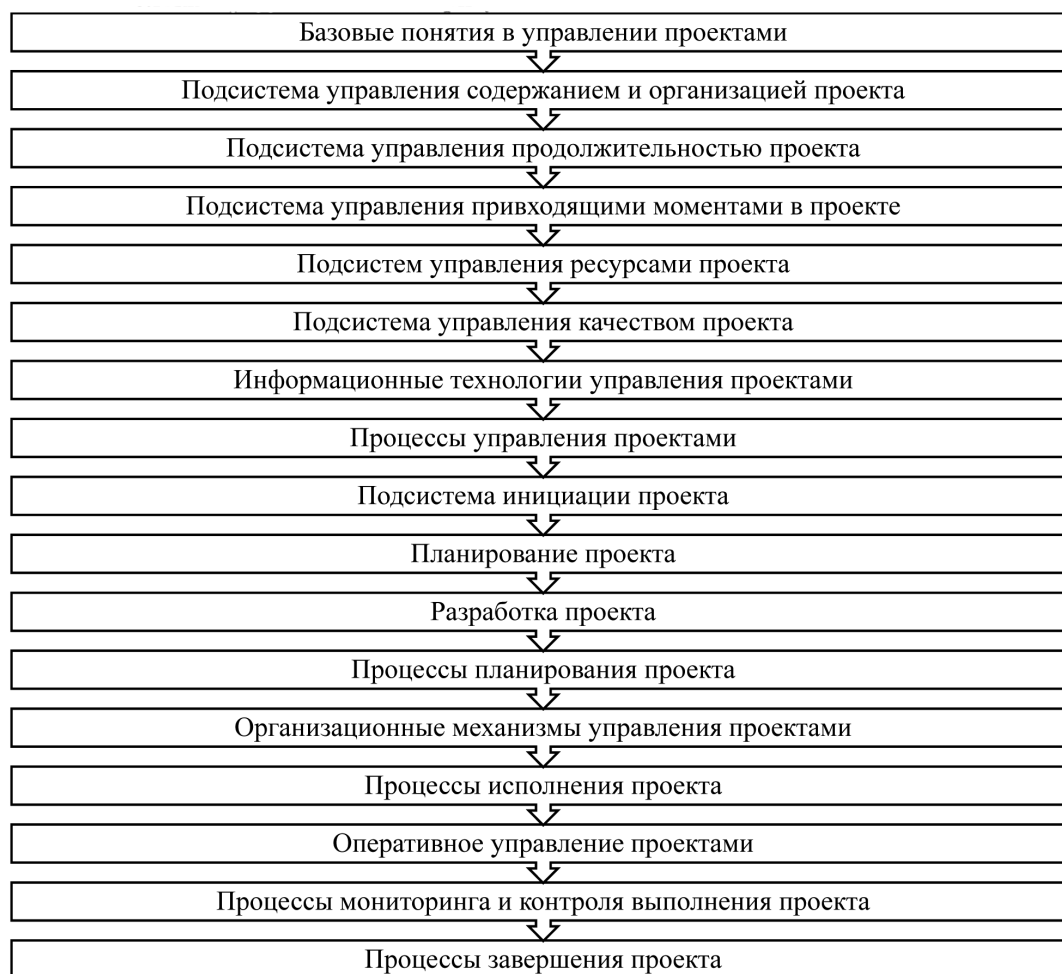 Базовые понятия в управлении проектами
Подсистема управления содержанием и организацией проекта
Подсистема управления продолжительностью проекта
Подсистема управления привходящими моментами в проекте
Подсистем управления ресурсами проекта
Подсистема управления качеством проекта
Информационные технологии управления проектами
Процессы управления проектами
Подсистема инициации проекта
Планирование проекта
Разработка проекта
Процессы планирования проекта
Организационные механизмы управления проектами
Процессы исполнения проекта
Оперативное управление проектами
Процессы мониторинга и контроля выполнения проекта
Процессы завершения проекта